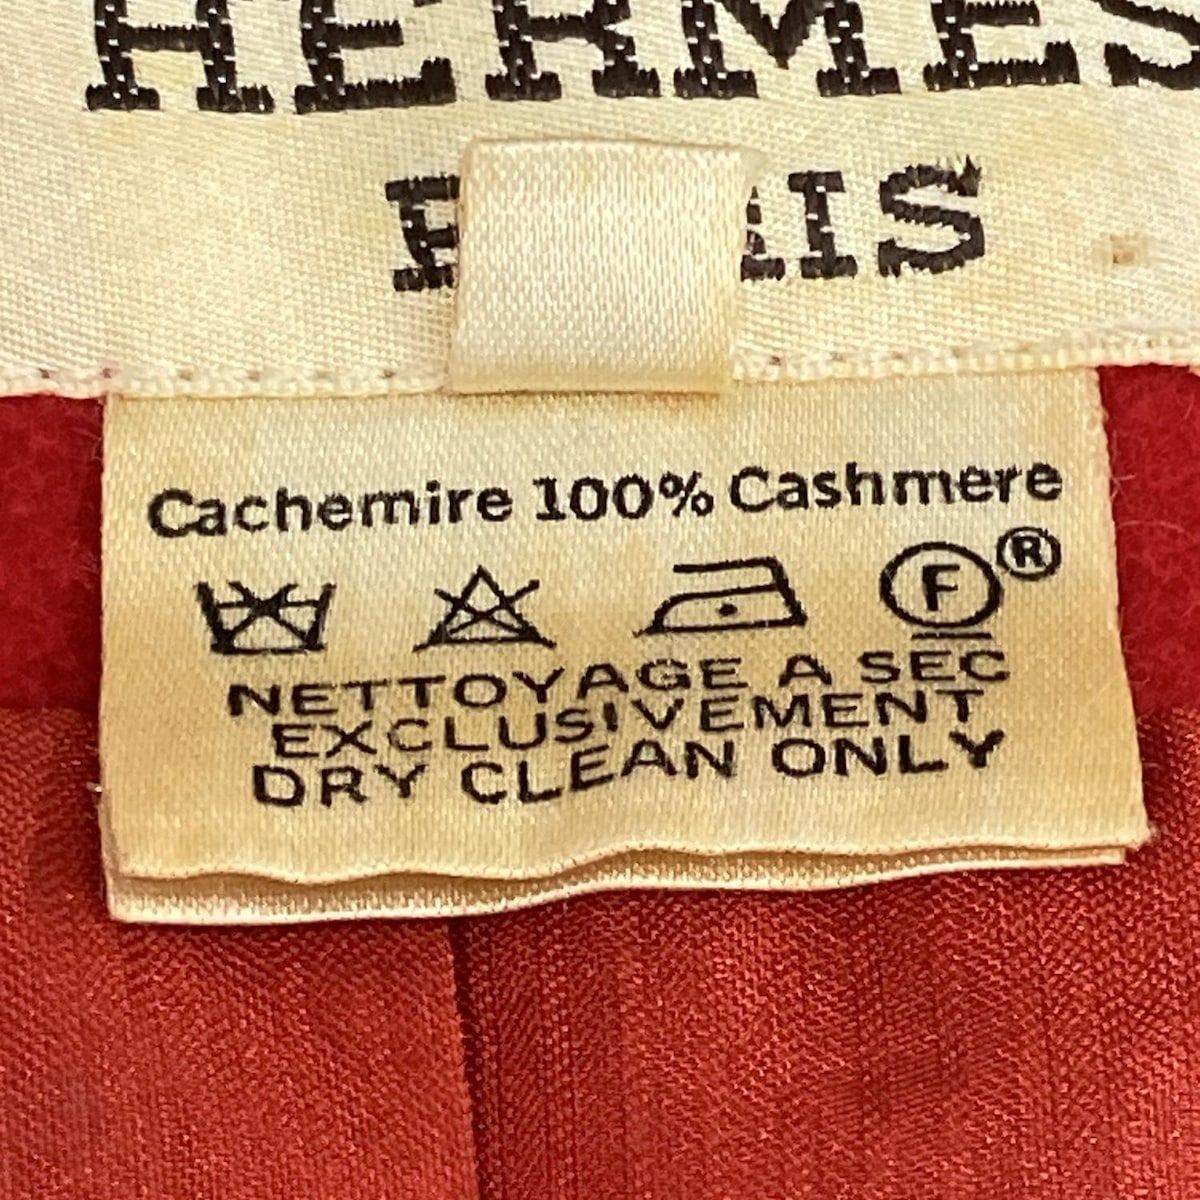 HERMES
Cachemire 100% Cashmere
F ®
NETTOYAGE A SEC
EXCLUSIVEMENT
DRY CLEAN ONLY